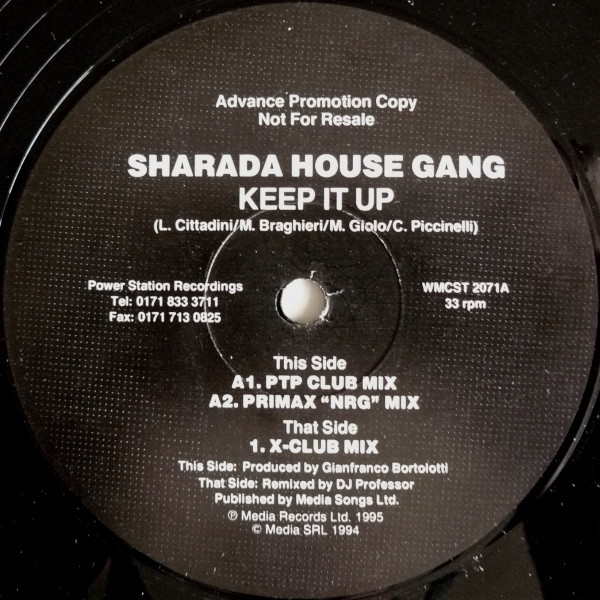 Advance Promotion Copy
Not For Resale
SHARADA HOUSE GANG
KEEP IT UP
(L. Cittadini/M. Braghieri/M. Giolo/C. Piccinelli)
Power Station Recordings
Tel: 0171 833 3711
Fax: 0171 713 0825
WMCST 2071A
33 rpm
This Side
A1. PTP CLUB MIX
A2. PRIMAX “NRG” MIX
That Side
1. X-CLUB MIX
This Side: Produced by Gianfranco Bortolotti
That Side: Remixed by DJ Professor
Published by Media Songs Ltd.
℗ Media Records Ltd. 1995
© Media SRL 1994